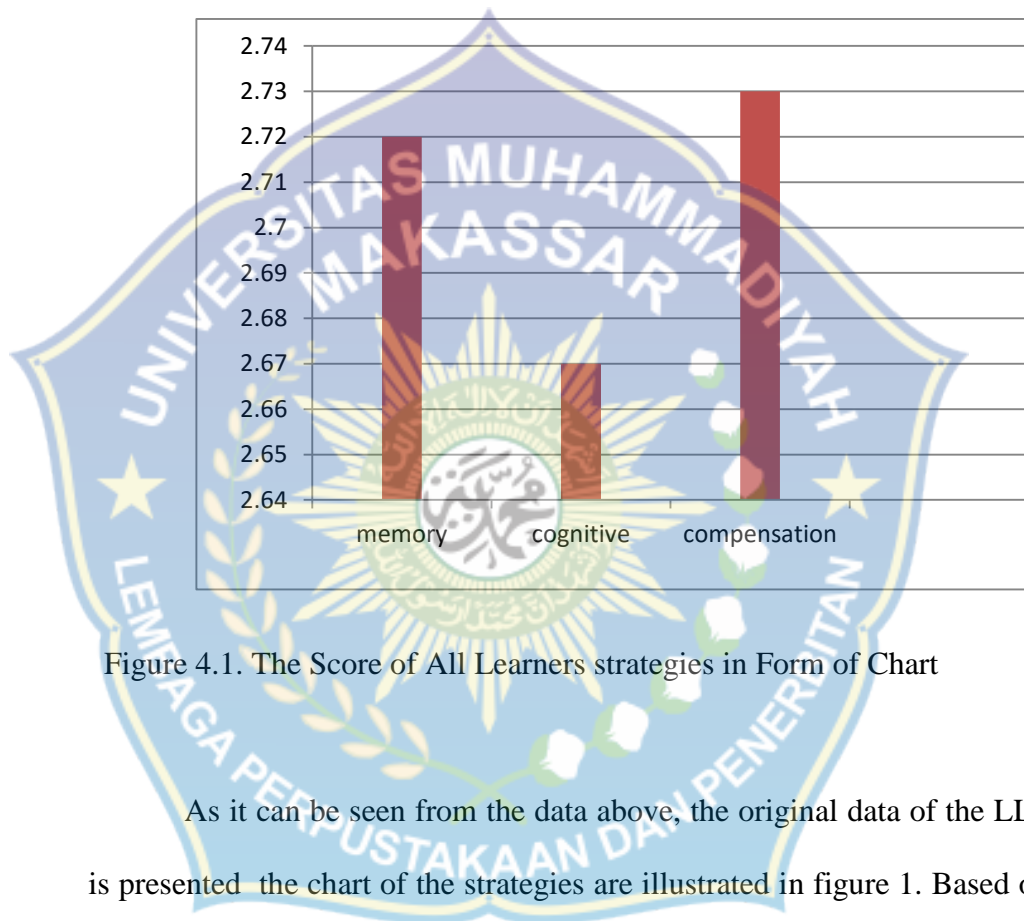 2.74
2.73
2.72
2.71
2.7
2.69
2.68
2.67
2.66
2.65
2.64
memory cognitive compensation
UNIVERSITAS MUHAMMADIYAH
MAKASSAR
LEMBAGA PERPUSTAKAAN DAN PENERBITAN
Figure 4.1. The Score of All Learners strategies in Form of Chart
As it can be seen from the data above, the original data of the
is presented the chart of the strategies are illustrated in figure 1. Based